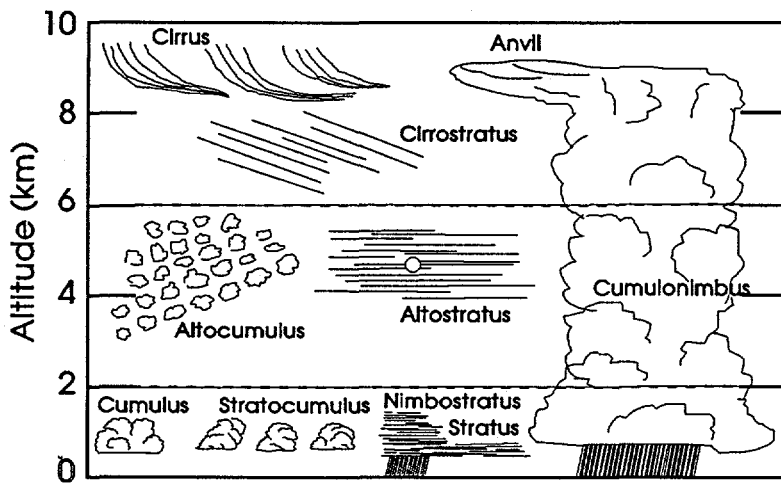 10
Cirrus
Anvil
8
Cirrostratus
6
Altitude (km)
4
Altocumulus
Altostratus
Cumulonimbus
2
Cumulus
Stratocumulus
Nimbostratus
Stratus
0